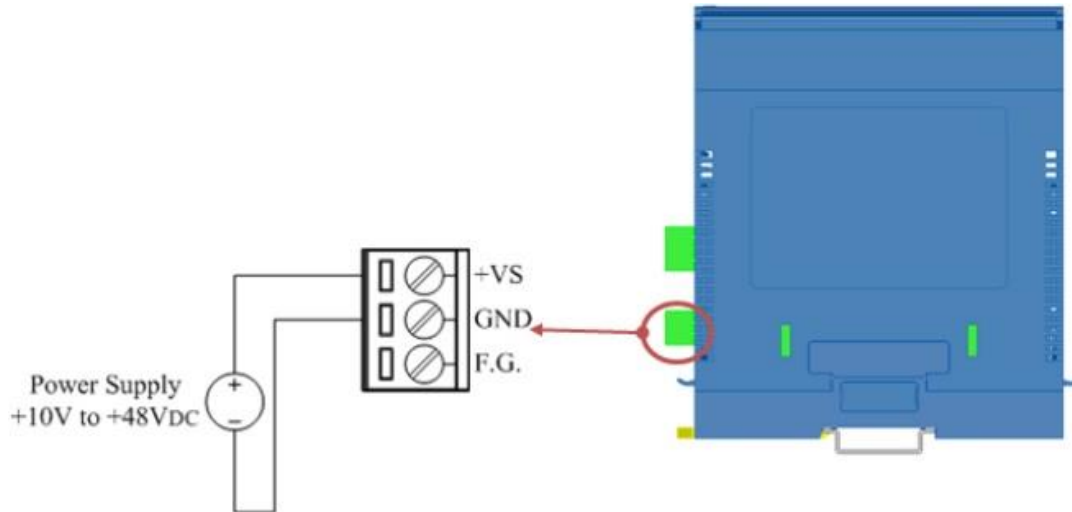 +VS
GND
F.G.
Power Supply
+10V to +48VDC
+
−